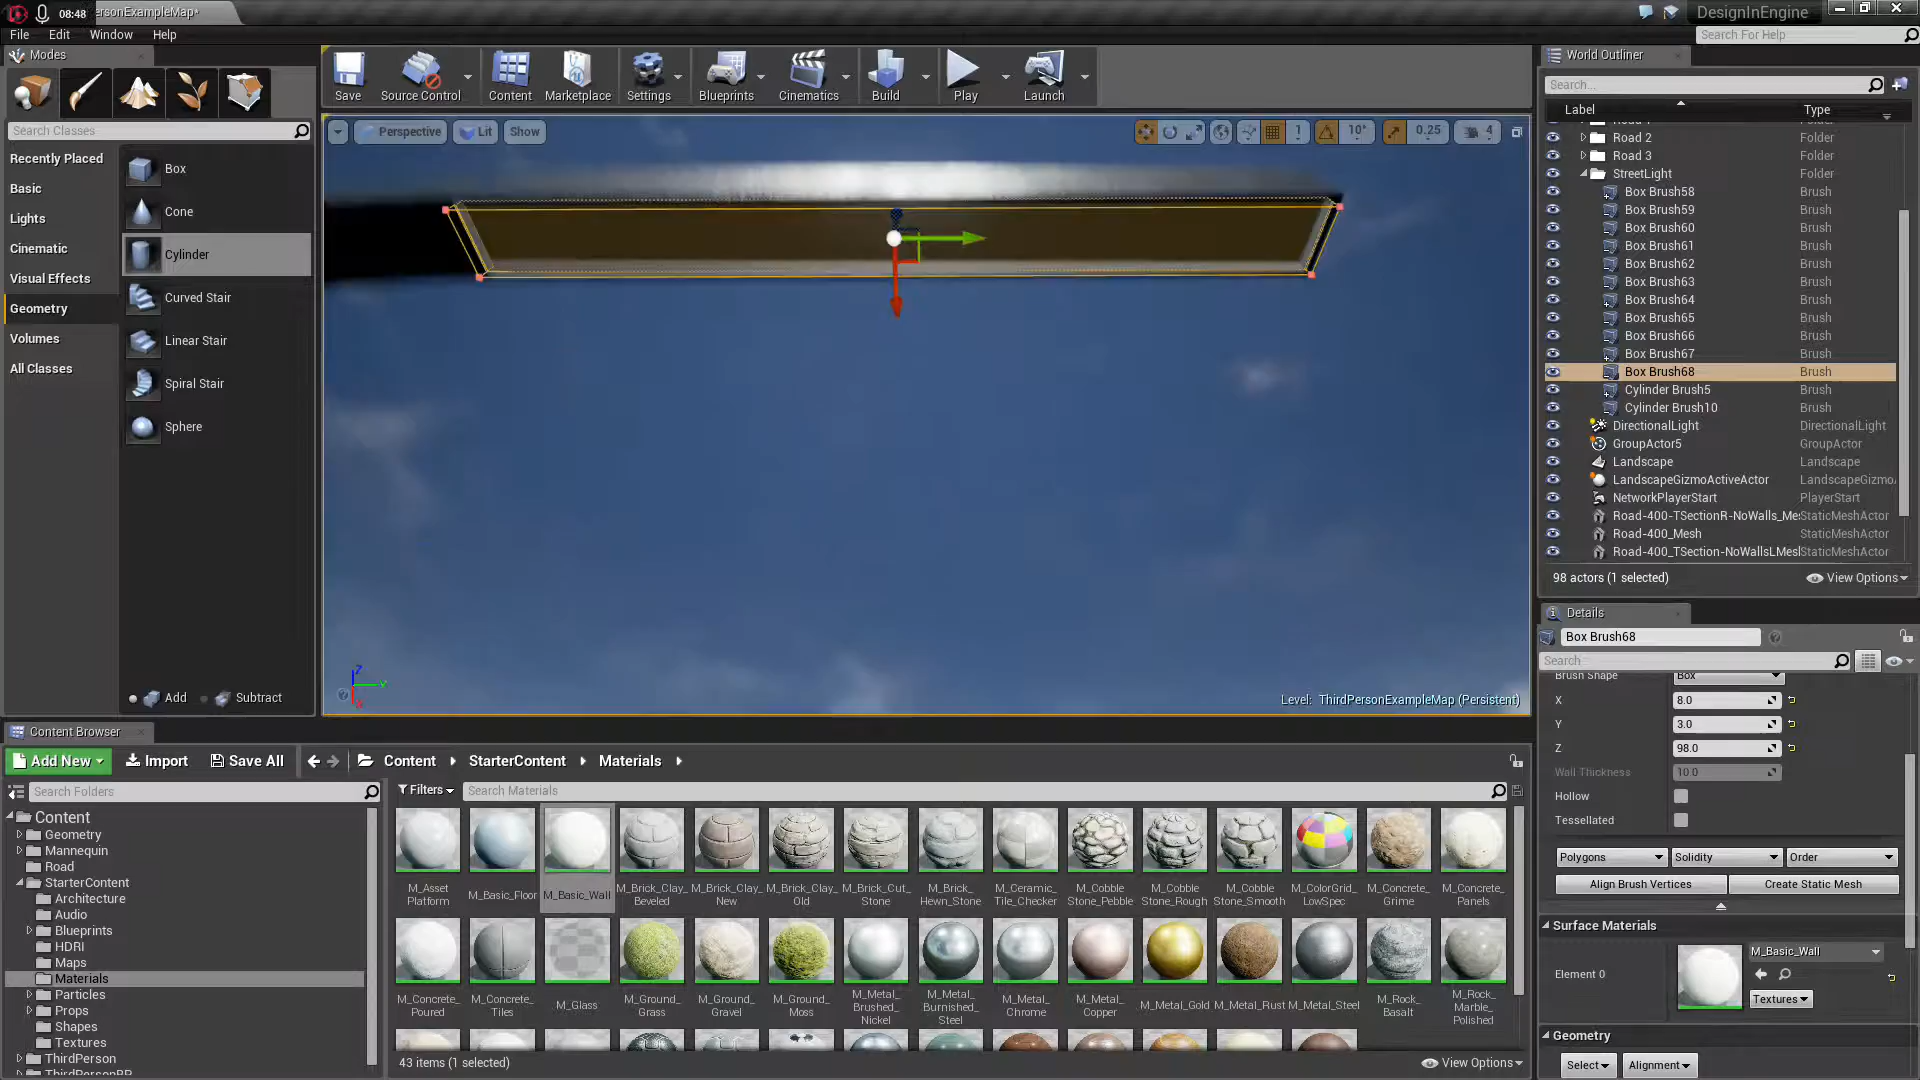 08:48
ersonExampleMap*
DesignInEngine
File Edit Window Help
Search For Help
Modes
World Outliner
Save Source Control Content Marketplace Settings Blueprints Cinematics Build Play Launch
Search...
Label Type
Search Classes
Perspective Lit Show
1 10° 0.25 4
Recently Placed
Basic
Lights
Cinematic
Visual Effects
Geometry
Volumes
All Classes
Box
Cone
Cylinder
Curved Stair
Linear Stair
Spiral Stair
Sphere
Add Subtract
Level: ThirdPersonExampleMap (Persistent)
Road 2 Folder
Road 3 Folder
StreetLight Folder
Box Brush58 Brush
Box Brush59 Brush
Box Brush60 Brush
Box Brush61 Brush
Box Brush62 Brush
Box Brush63 Brush
Box Brush64 Brush
Box Brush65 Brush
Box Brush66 Brush
Box Brush67 Brush
Box Brush68 Brush
Cylinder Brush5 Brush
Cylinder Brush10 Brush
DirectionalLight DirectionalLight
GroupActor5 GroupActor
Landscape Landscape
LandscapeGizmoActiveActor LandscapeGizmo
NetworkPlayerStart PlayerStart
Road-400-TSectionR-NoWalls_Me StaticMeshActor
Road-400_Mesh StaticMeshActor
Road-400_TSection-NoWallsLMesl StaticMeshActor
98 actors (1 selected) View Options
Details
Box Brush68
Search
Brush Shape Box
X 8.0
Y 3.0
Z 98.0
Wall Thickness 10.0
Hollow
Tessellated
Polygons Solidity Order
Align Brush Vertices Create Static Mesh
Surface Materials
Element 0 M_Basic_Wall
Textures
Geometry
Select Alignment
Content Browser
Add New Import Save All Content StarterContent Materials
Search Folders
Filters Search Materials
Content
Geometry
Mannequin
Road
StarterContent
Architecture
Audio
Blueprints
HDRI
Maps
Materials
Particles
Props
Shapes
Textures
ThirdPerson
ThirdPersonBP
M_Asset Platform
M_Basic_Floor
M_Basic_Wall
M_Brick_Clay_ Beveled
M_Brick_Clay_ New
M_Brick_Clay_ Old
M_Brick_Cut_ Stone
M_Brick_ Hewn_Stone
M_Ceramic_ Tile_Checker
M_Cobble Stone_Pebble
M_Cobble Stone_Rough
M_Cobble Stone_Smooth
M_ColorGrid_ LowSpec
M_Concrete_ Grime
M_Concrete_ Panels
M_Concrete_ Poured
M_Concrete_ Tiles
M_Glass
M_Ground_ Grass
M_Ground_ Gravel
M_Ground_ Moss
M_Metal_ Brushed_ Nickel
M_Metal_ Burnished_ Steel
M_Metal_ Chrome
M_Metal_ Copper
M_Metal_Gold
M_Metal_Rust
M_Metal_Steel
M_Rock_ Basalt
M_Rock_ Marble_ Polished
43 items (1 selected) View Options